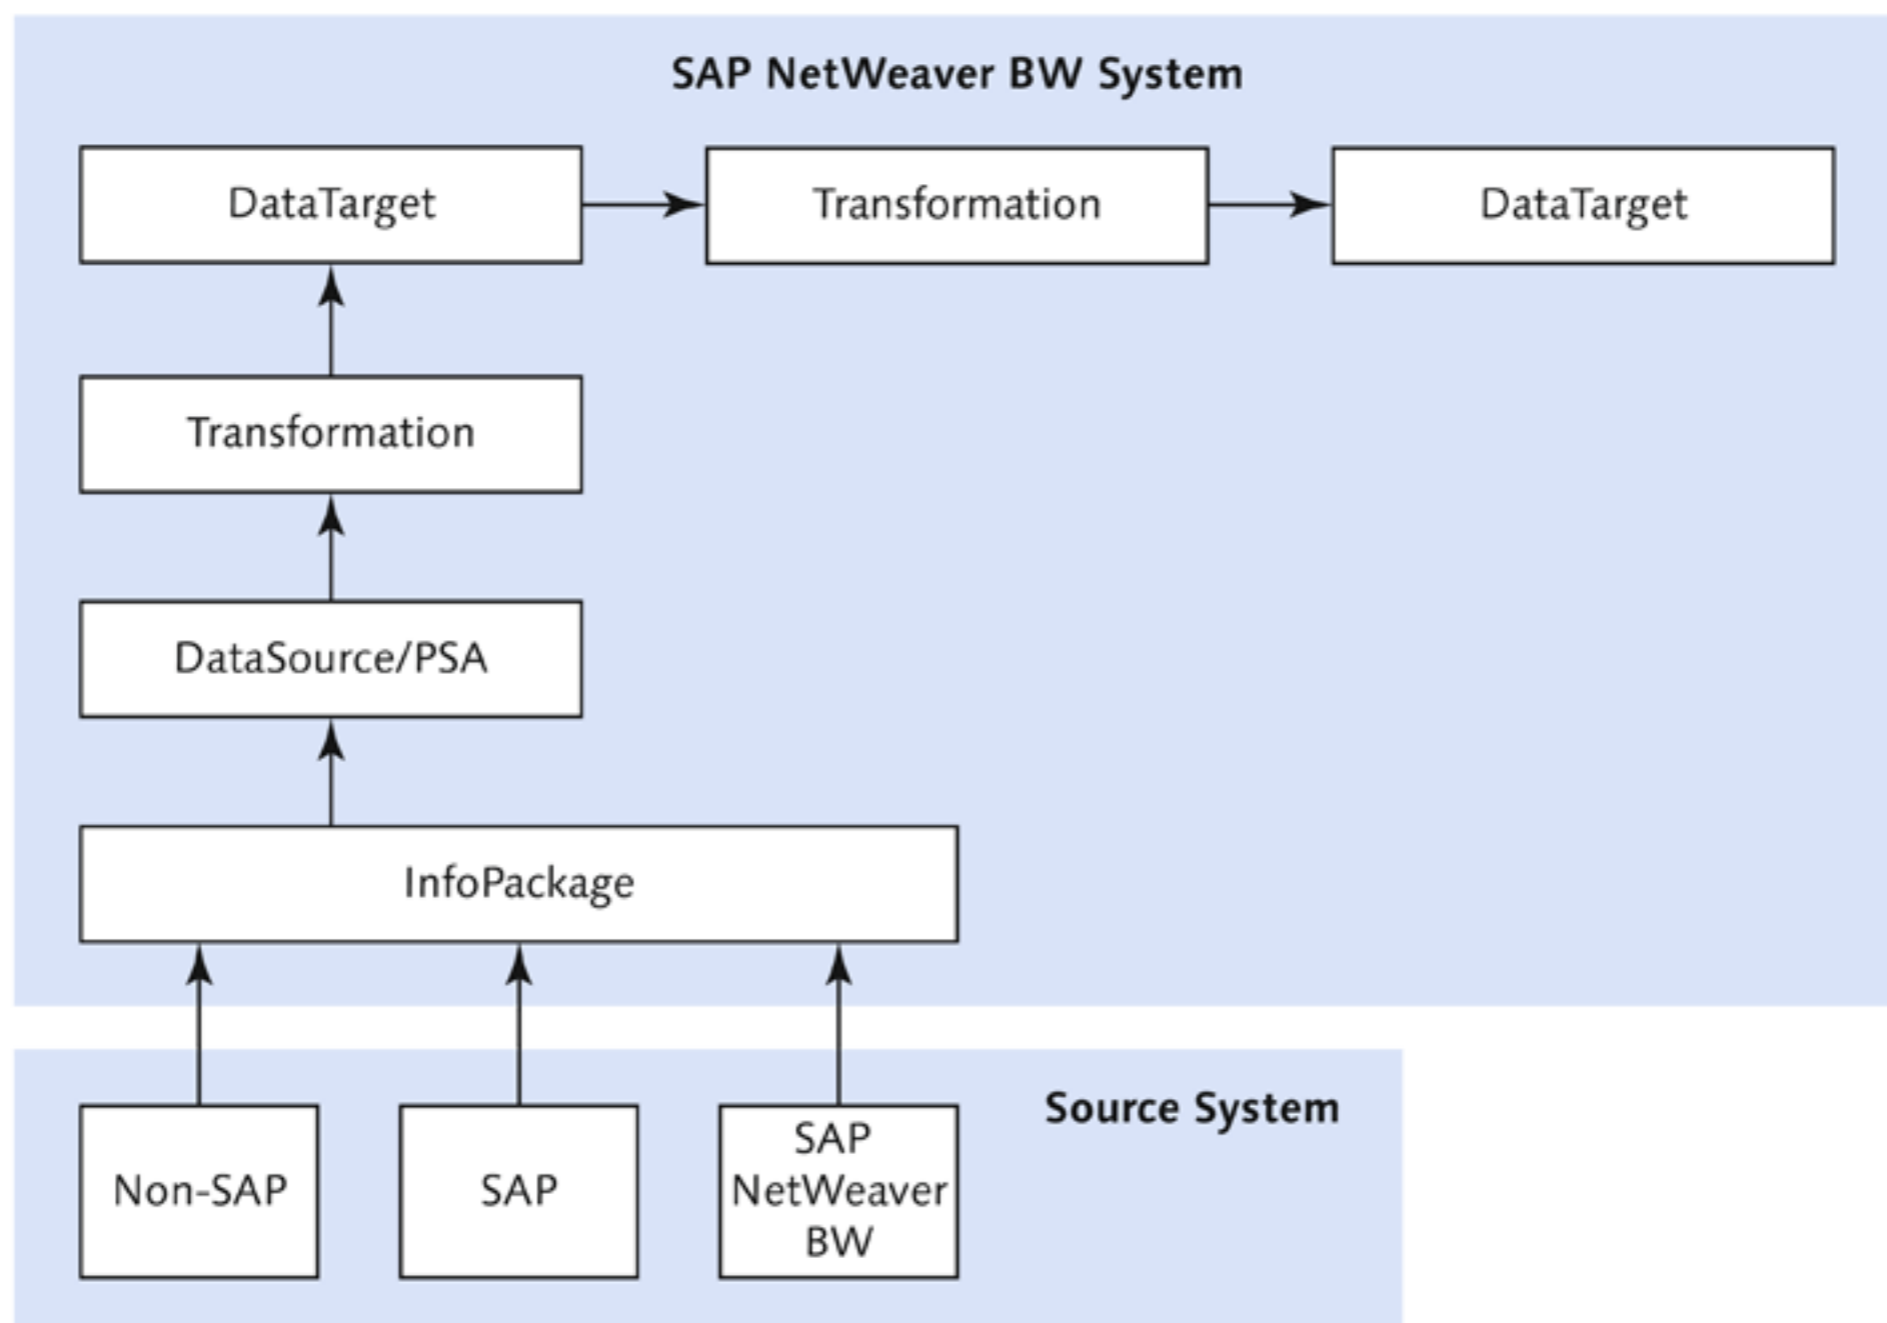 SAP NetWeaver BW System
DataTarget
Transformation
DataTarget
Transformation
DataSource/PSA
InfoPackage
Source System
Non-SAP
SAP
SAP
NetWeaver
BW